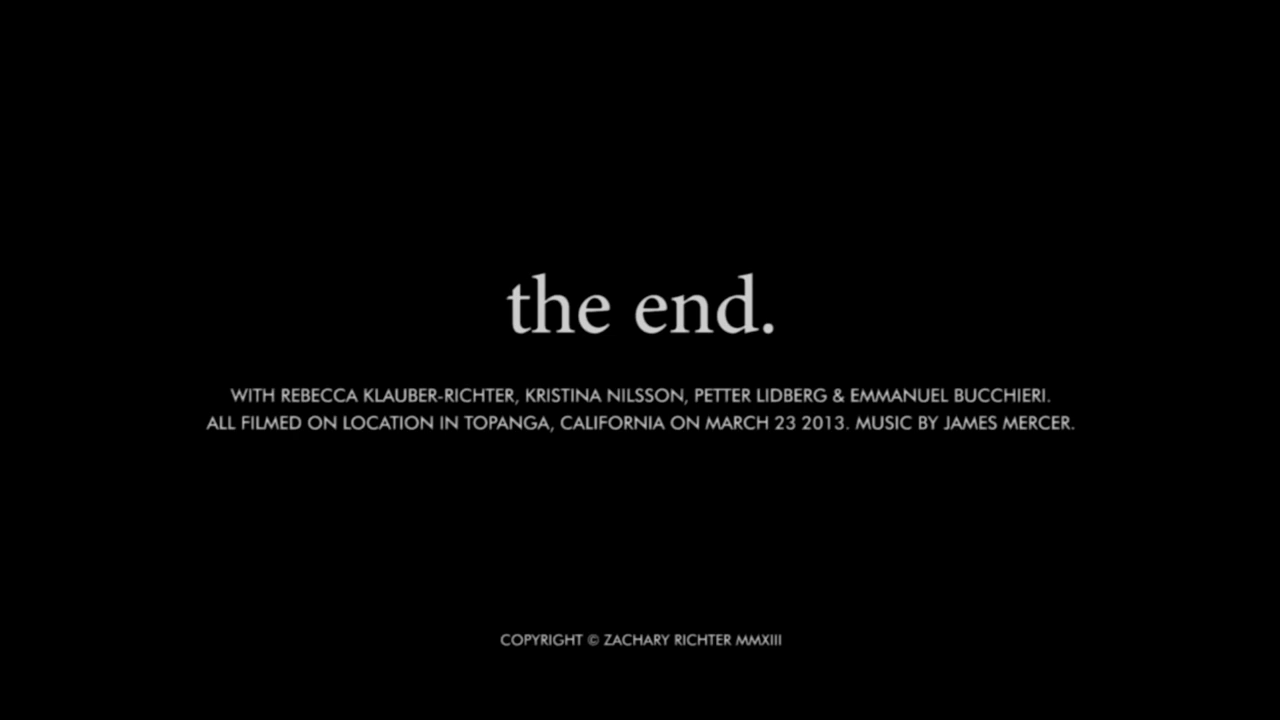 the end.
WITH REBECCA KLAUBER-RICHTER, KRISTINA NILSSON, PETTER LIDBERG & EMMANUEL BUCCHIERI.
ALL FILMED ON LOCATION IN TOPANGA, CALIFORNIA ON MARCH 23 2013. MUSIC BY JAMES MERCER.
COPYRIGHT © ZACHARY RICHTER MMXIII